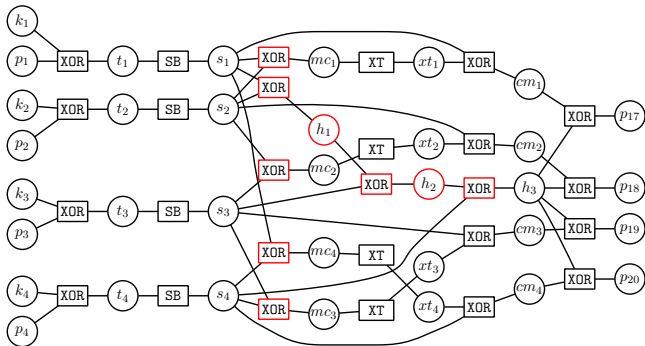 k₁
XOR mc₁ XT xt₁ XOR
p₁ XOR t₁ SB s₁
XOR cm₁
k₂ XOR p₁₇
XOR t₂ SB s₂
h₁
p₂ XT xt₂ XOR cm₂
XOR mc₂
XOR h₂ XOR h₃ XOR p₁₈
k₃
XOR t₃ SB s₃
p₃ XOR cm₃ XOR p₁₉
XOR mc₄ XT
xt₃
k₄ XOR p₂₀
XOR t₄ SB s₄ cm₄
XOR mc₃ XT xt₄ XOR
p₄